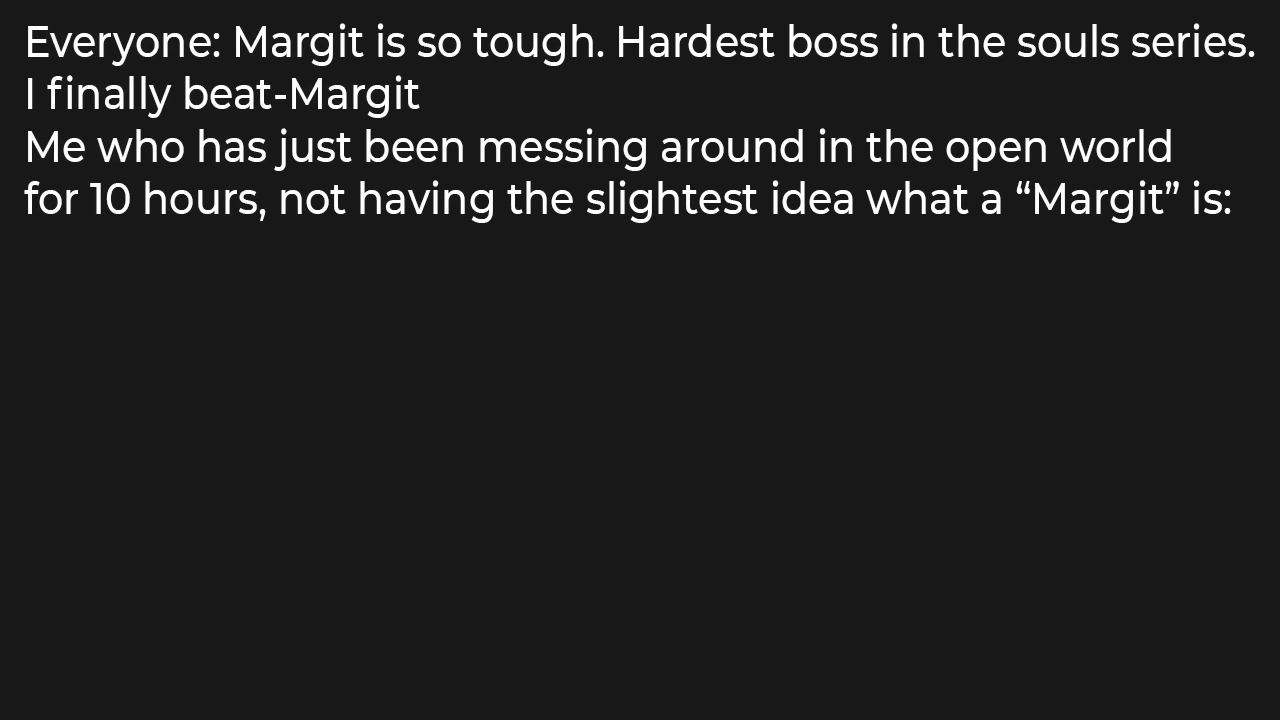 Everyone: Margit is so tough. Hardest boss in the souls series.
I finally beat-Margit
Me who has just been messing around in the open world
for 10 hours, not having the slightest idea what a “Margit” is: